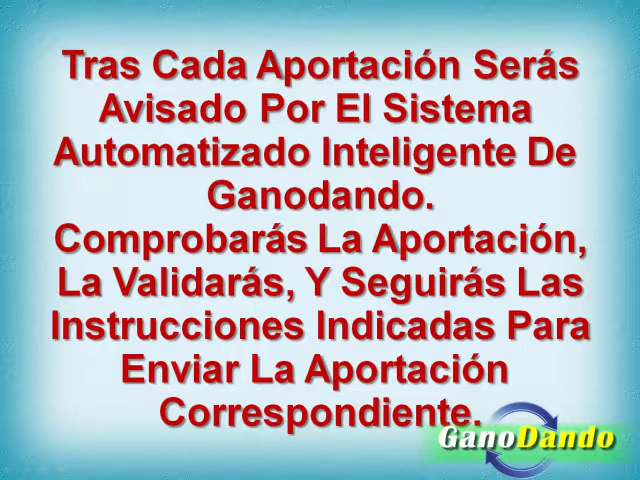 Tras Cada Aportación Serás
Avisado Por El Sistema
Automatizado Inteligente De
Ganodando.
Comprobarás La Aportación,
La Validarás, Y Seguirás Las
Instrucciones Indicadas Para
Enviar La Aportación
Correspondiente.
GanoDando